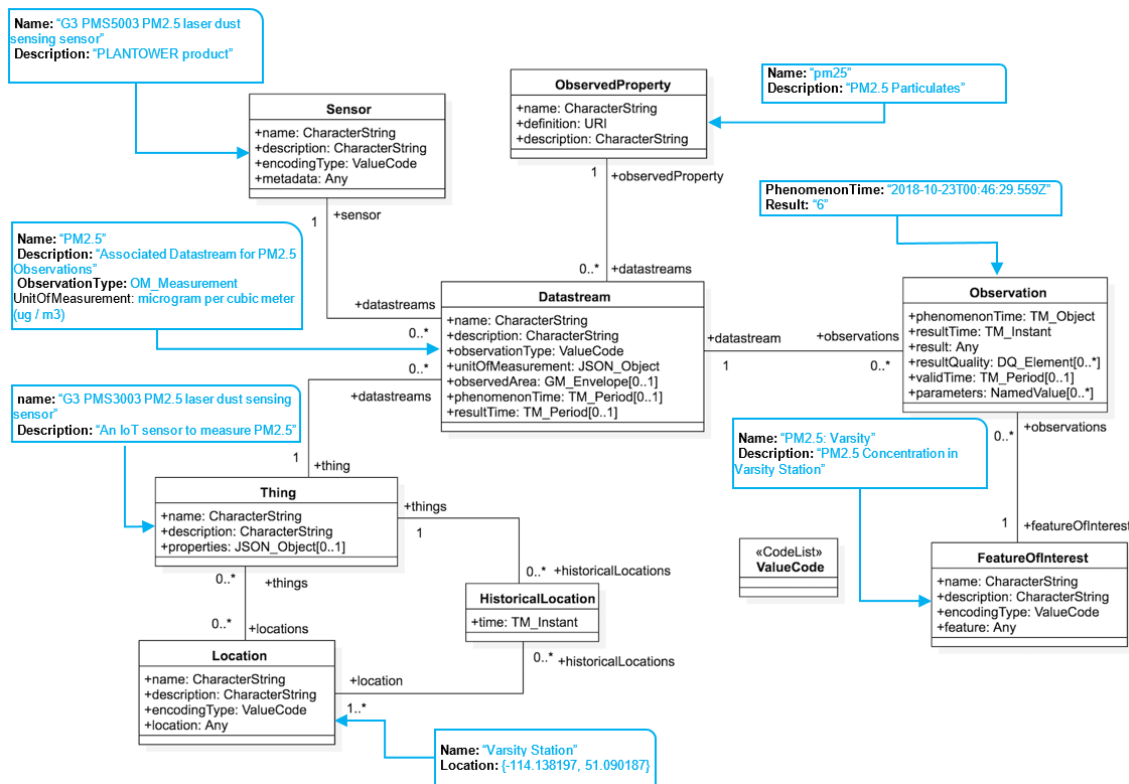 Name: “G3 PMS5003 PM2.5 laser dust
sensing sensor”
Description: “PLANTOWER product”
Sensor
+name: CharacterString
+description: CharacterString
+encodingType: ValueCode
+metadata: Any
ObservedProperty
+name: CharacterString
+definition: URI
+description: CharacterString
Name: “pm25”
Description: “PM2.5 Particulates”
1
+sensor
1
+observedProperty
PhenomenonTime: “2018-10-23T00:46:29.559Z”
Result: “6”
Name: “PM2.5”
Description: “Associated Datastream for PM2.5
Observations”
ObservationType: OM_Measurement
UnitOfMeasurement: microgram per cubic meter
(ug / m3)
0..*
+datastreams
+datastreams
0..*
Datastream
+name: CharacterString
+description: CharacterString
+observationType: ValueCode
+unitOfMeasurement: JSON_Object
+observedArea: GM_Envelope[0..1]
+phenomenonTime: TM_Period[0..1]
+resultTime: TM_Period[0..1]
+datastream
1
+observations
0..*
Observation
+phenomenonTime: TM_Object
+resultTime: TM_Instant
+result: Any
+resultQuality: DQ_Element[0..*]
+validTime: TM_Period[0..1]
+parameters: NamedValue[0..*]
0..*
+datastreams
name: “G3 PMS3003 PM2.5 laser dust sensing
sensor”
Description: “An IoT sensor to measure PM2.5”
0..*
+observations
Name: “PM2.5: Varsity”
Description: “PM2.5 Concentration in
Varsity Station”
1
+thing
Thing
+name: CharacterString
+description: CharacterString
+properties: JSON_Object[0..1]
+things
1
1
+featureOfInterest
«CodeList»
ValueCode
FeatureOfInterest
+name: CharacterString
+description: CharacterString
+encodingType: ValueCode
+feature: Any
0..*
+things
0..*
+historicalLocations
HistoricalLocation
+time: TM_Instant
0..*
+locations
0..*
+historicalLocations
Location
+name: CharacterString
+description: CharacterString
+encodingType: ValueCode
+location: Any
+location
1..*
Name: “Varsity Station”
Location: {-114.138197, 51.090187}